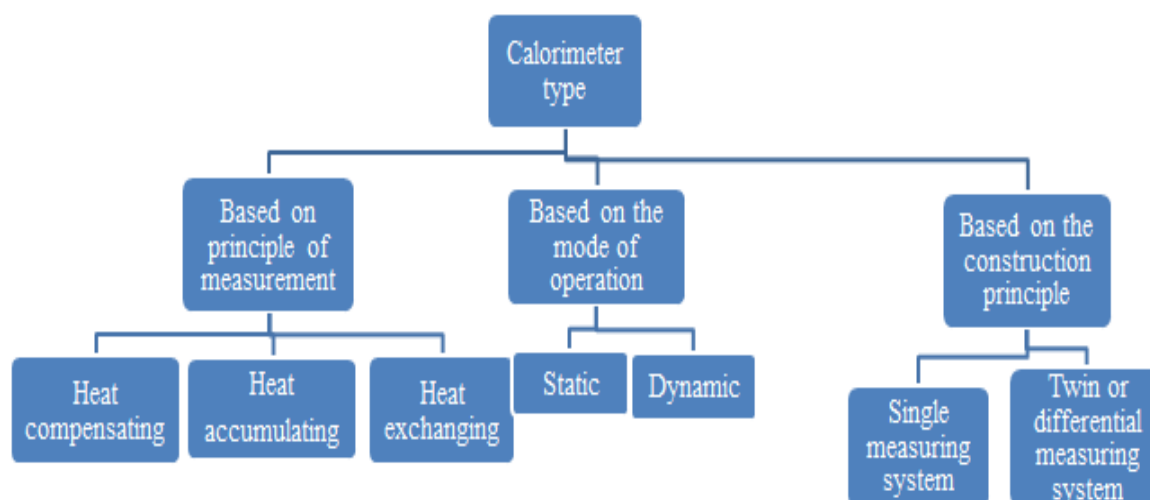 Calorimeter
type
Based on
principle of
measurement
Based on the
mode of
operation
Based on the
construction
principle
Heat
compensating
Heat
accumulating
Heat
exchanging
Static
Dynamic
Single
measuring
system
Twin or
differential
measuring
system